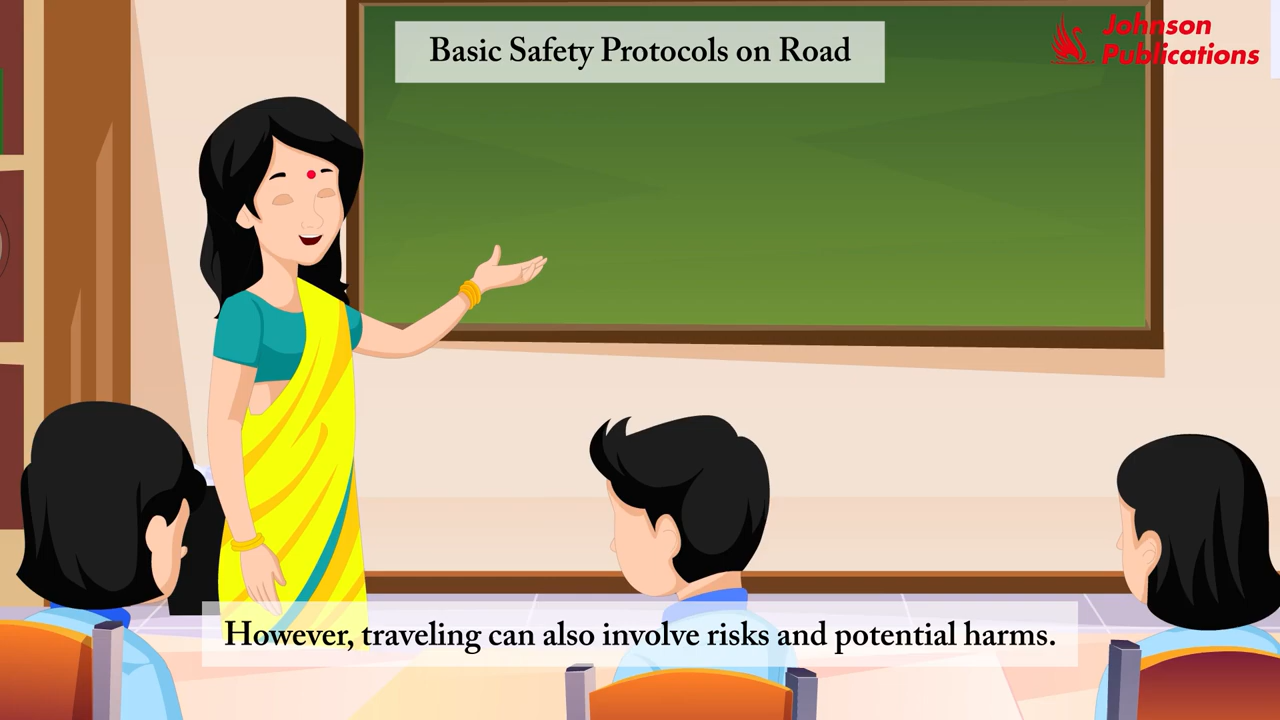 Basic Safety Protocols on Road
Johnson
Publications
However, traveling can also involve risks and potential harms.